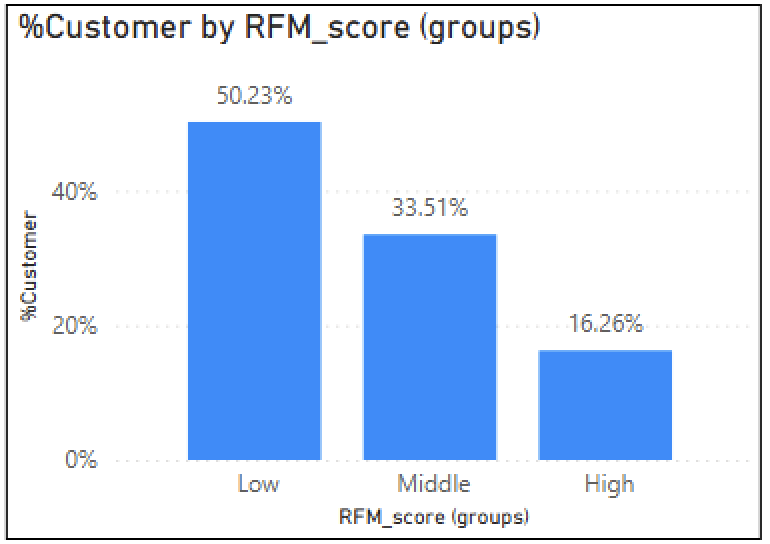 %Customer by RFM_score (groups)
50.23%
40%
33.51%
%Customer
20%
16.26%
0%
Low Middle High
RFM_score (groups)